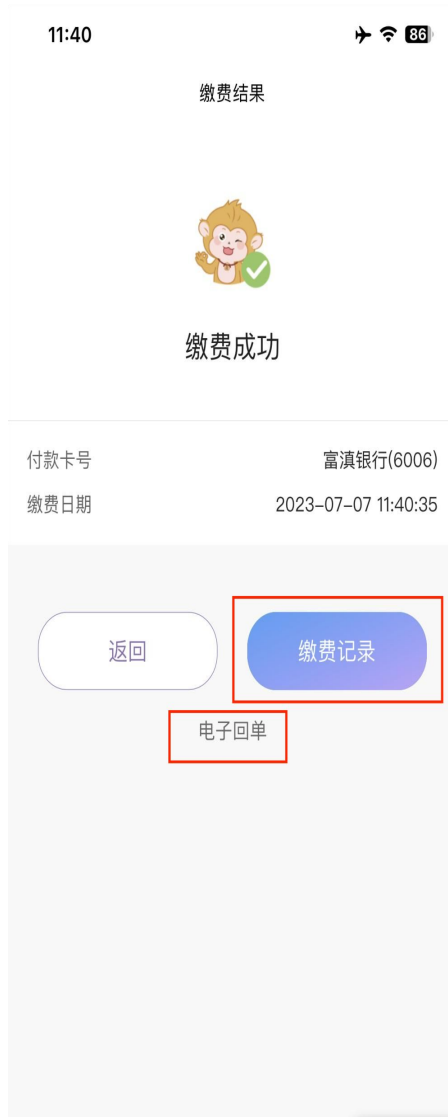 11:40 86
缴费结果
缴费成功
付款卡号 富滇银行(6006)
缴费日期 2023-07-07 11:40:35
返回 缴费记录
电子回单